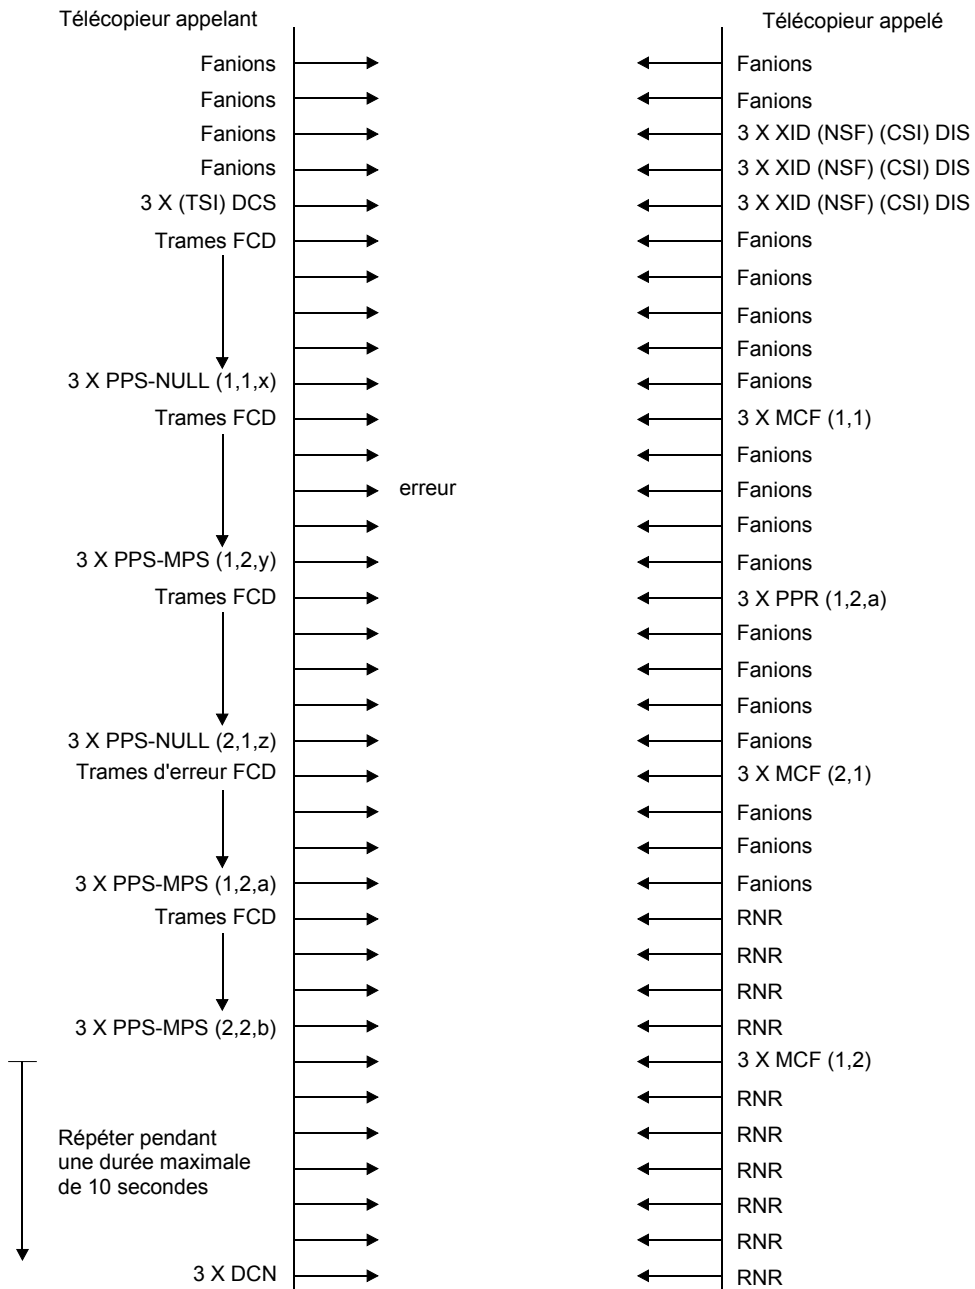 Télécopieur appelant
Télécopieur appelé
Fanions
Fanions
Fanions
Fanions
Fanions
3 X XID (NSF) (CSI) DIS
Fanions
3 X XID (NSF) (CSI) DIS
3 X (TSI) DCS
3 X XID (NSF) (CSI) DIS
Trames FCD
Fanions
Fanions
Fanions
Fanions
3 X PPS-NULL (1,1,x)
Fanions
Trames FCD
3 X MCF (1,1)
Fanions
erreur
Fanions
Fanions
3 X PPS-MPS (1,2,y)
Fanions
Trames FCD
3 X PPR (1,2,a)
Fanions
Fanions
Fanions
3 X PPS-NULL (2,1,z)
Fanions
Trames d'erreur FCD
3 X MCF (2,1)
Fanions
Fanions
3 X PPS-MPS (1,2,a)
Fanions
Trames FCD
RNR
RNR
RNR
3 X PPS-MPS (2,2,b)
RNR
3 X MCF (1,2)
RNR
Répéter pendant
une durée maximale
de 10 secondes
RNR
RNR
RNR
RNR
3 X DCN
RNR